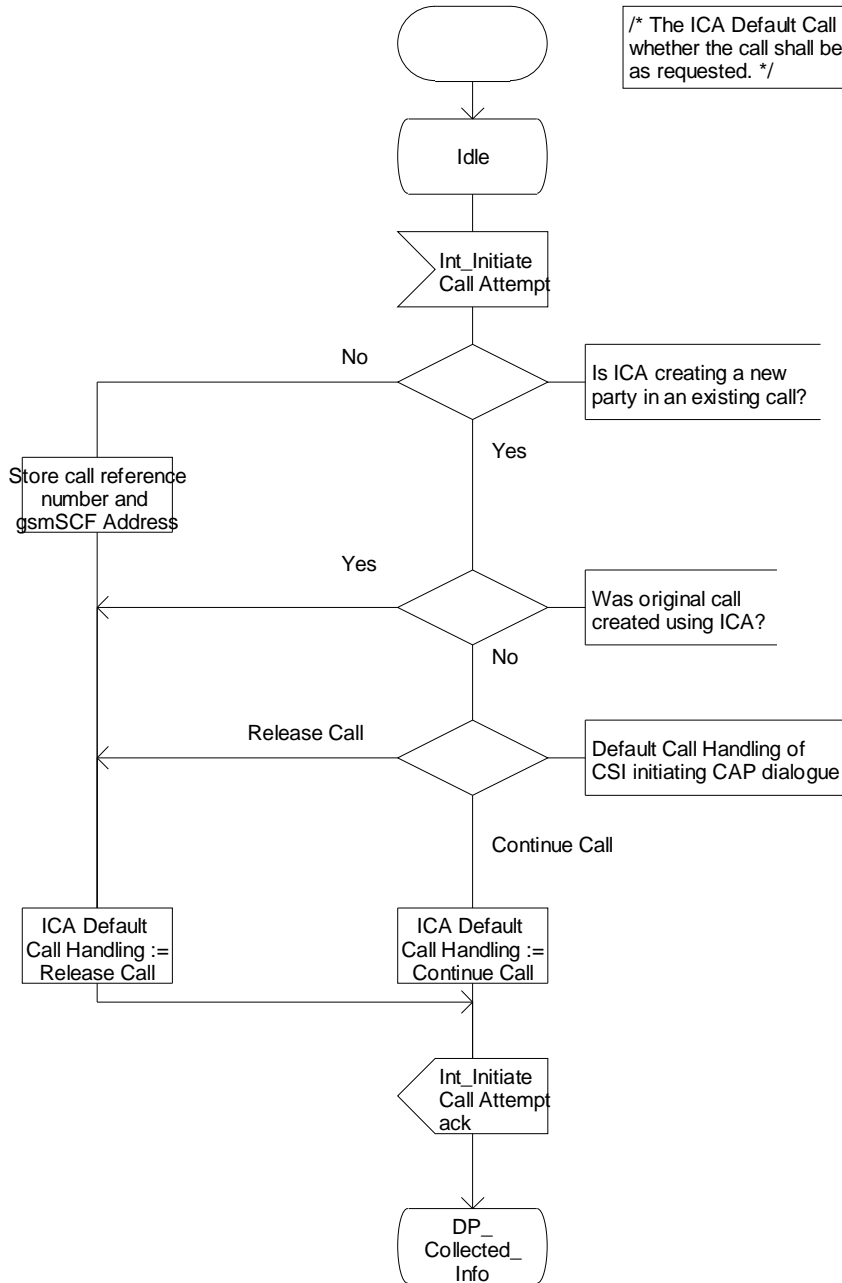 /* The ICA Default Call
whether the call shall be
as requested. */
Idle
Int_Initiate
Call Attempt
No
Is ICA creating a new
party in an existing call?
Yes
Store call reference
number and
gsmSCF Address
Yes
Was original call
created using ICA?
No
Release Call
Default Call Handling of
CSI initiating CAP dialogue
Continue Call
ICA Default
Call Handling :=
Release Call
ICA Default
Call Handling :=
Continue Call
Int_Initiate
Call Attempt
ack
DP_
Collected_
Info